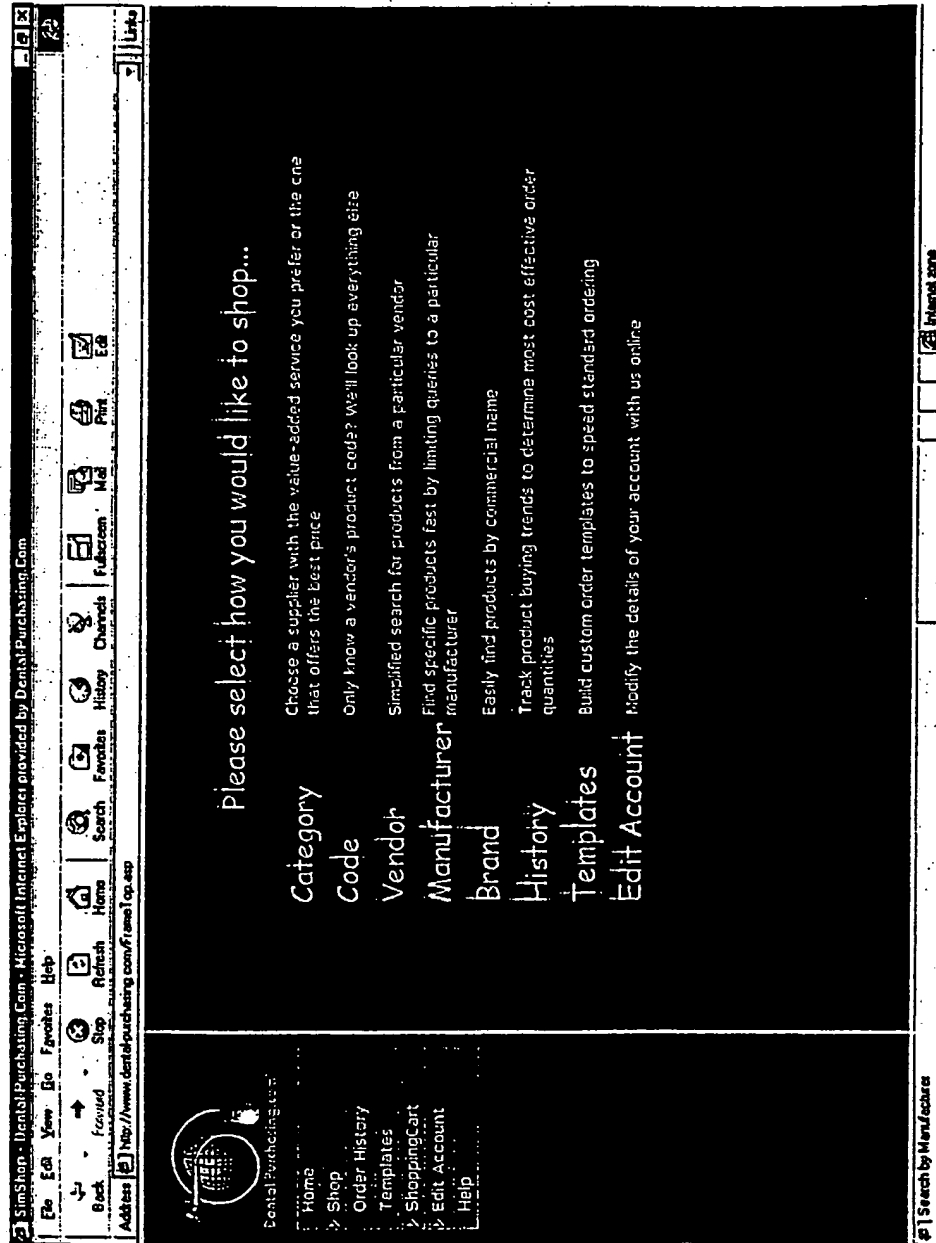 SimShop - Dental-Purchasing.Com - Microsoft Internet Explorer provided by Dental-Purchasing.Com
File Edit View Go Favorites Help
Back Forward Stop Refresh Home Search Favorites History Channels Fullscreen Mail Print Edit
Address http://www.dental-purchasing.com/FrameTop.asp Links
Dental-Purchasing.com
Home
> Shop
Order History
Templates
> ShoppingCart
> Edit Account
Help
Please select how you would like to shop...
Category Choose a supplier with the value-added service you prefer or the one
that offers the best price
Code Only know a vendor's product code? We'll look up everything else
Vendor Simplified search for products from a particular vendor
Manufacturer Find specific products fast by limiting queries to a particular
manufacturer
Brand Easily find products by commercial name
History Track product buying trends to determine most cost effective order
quantities
Templates Build custom order templates to speed standard ordering
Edit Account Modify the details of your account with us online
Search by Manufacturer Internet zone